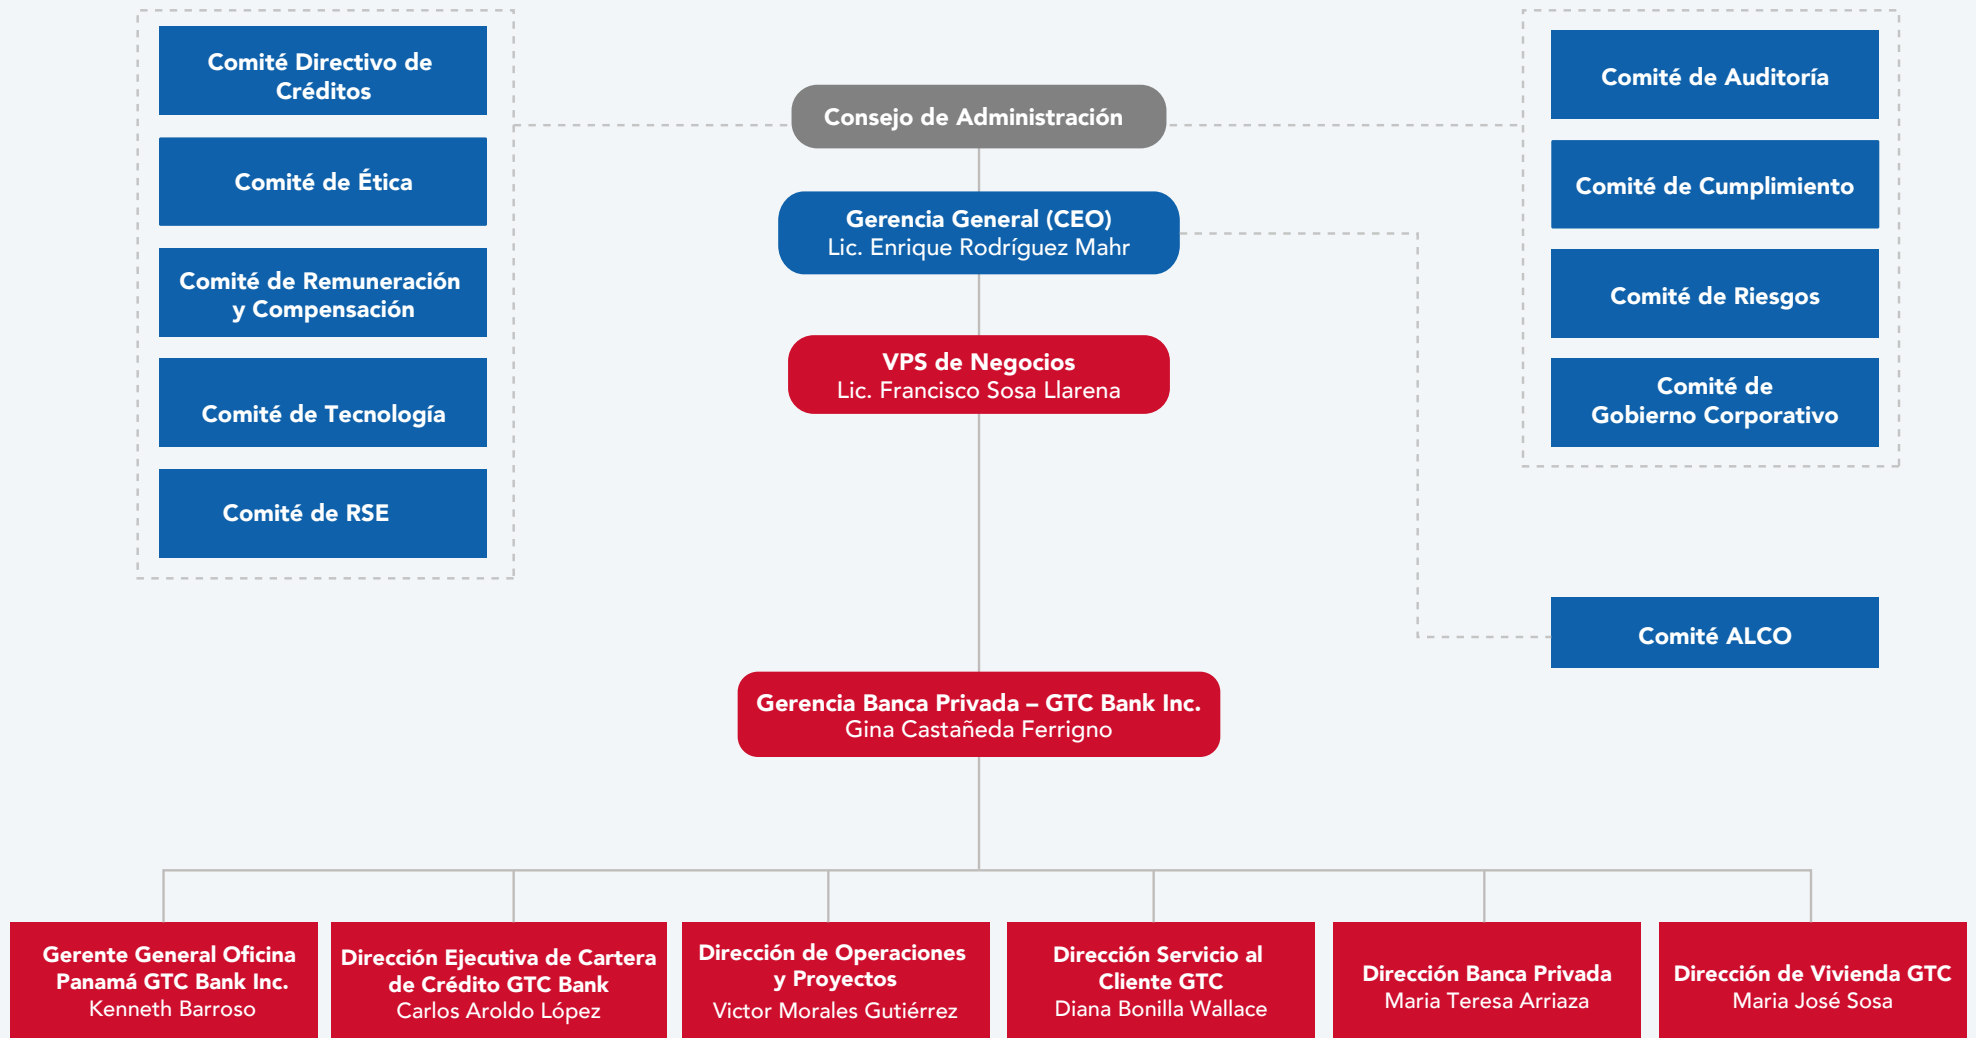 Comité Directivo de
Créditos
Comité de Ética
Comité de Remuneración
y Compensación
Comité de Tecnología
Comité de RSE
Consejo de Administración
Gerencia General (CEO)
Lic. Enrique Rodríguez Mahr
VPS de Negocios
Lic. Francisco Sosa Llarena
Comité de Auditoría
Comité de Cumplimiento
Comité de Riesgos
Comité de
Gobierno Corporativo
Comité ALCO
Gerencia Banca Privada – GTC Bank Inc.
Gina Castañeda Ferrigno
Gerente General Oficina
Panamá GTC Bank Inc.
Kenneth Barroso
Dirección Ejecutiva de Cartera
de Crédito GTC Bank
Carlos Aroldo López
Dirección de Operaciones
y Proyectos
Victor Morales Gutiérrez
Dirección Servicio al
Cliente GTC
Diana Bonilla Wallace
Dirección Banca Privada
Maria Teresa Arriaza
Dirección de Vivienda GTC
Maria José Sosa